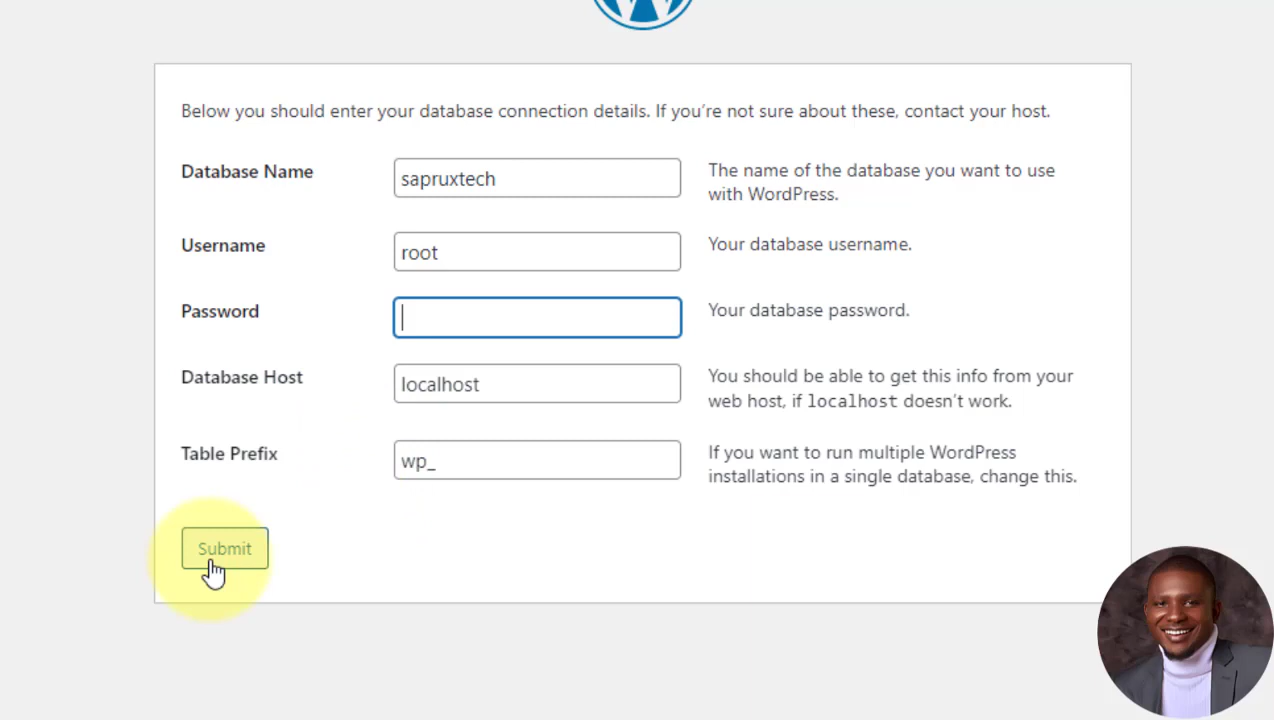 Below you should enter your database connection details. If you’re not sure about these, contact your host.
Database Name
sapruxtech
The name of the database you want to use
with WordPress.
Username
root
Your database username.
Password
Your database password.
Database Host
localhost
You should be able to get this info from your
web host, if localhost doesn’t work.
Table Prefix
wp_
If you want to run multiple WordPress
installations in a single database, change this.
Submit